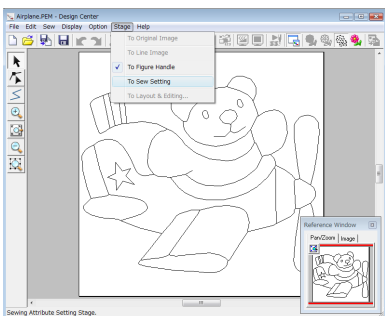 Airplane.PEM - Design Center
File Edit Sew Display Option Stage Help
To Original Image
To Line Image
To Figure Handle
To Sew Setting
To Layout & Editing...
Reference Window
Pan/Zoom Image
Sewing Attribute Setting Stage.